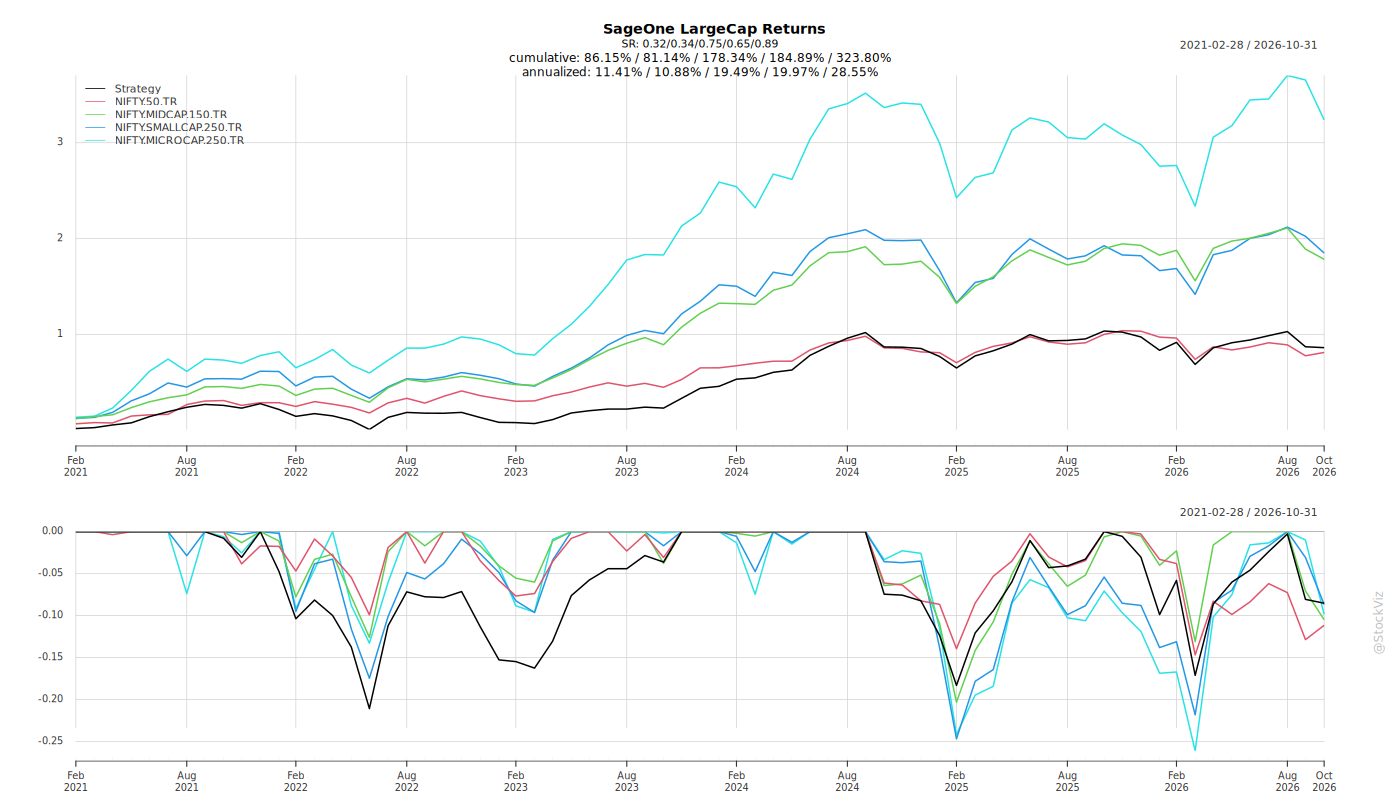 SageOne LargeCap Returns
SR: 0.32/0.34/0.75/0.65/0.89
cumulative: 86.15% / 81.14% / 178.34% / 184.89% / 323.80%
annualized: 11.41% / 10.88% / 19.49% / 19.97% / 28.55%
2021-02-28 / 2026-10-31
Strategy
NIFTY.50.TR
NIFTY.MIDCAP.150.TR
NIFTY.SMALLCAP.250.TR
NIFTY.MICROCAP.250.TR
3
2
1
Feb 2021
Aug 2021
Feb 2022
Aug 2022
Feb 2023
Aug 2023
Feb 2024
Aug 2024
Feb 2025
Aug 2025
Feb 2026
Aug 2026
Oct 2026
2021-02-28 / 2026-10-31
0.00
-0.05
-0.10
-0.15
-0.20
-0.25
Feb 2021
Aug 2021
Feb 2022
Aug 2022
Feb 2023
Aug 2023
Feb 2024
Aug 2024
Feb 2025
Aug 2025
Feb 2026
Aug 2026
Oct 2026
@StockViz